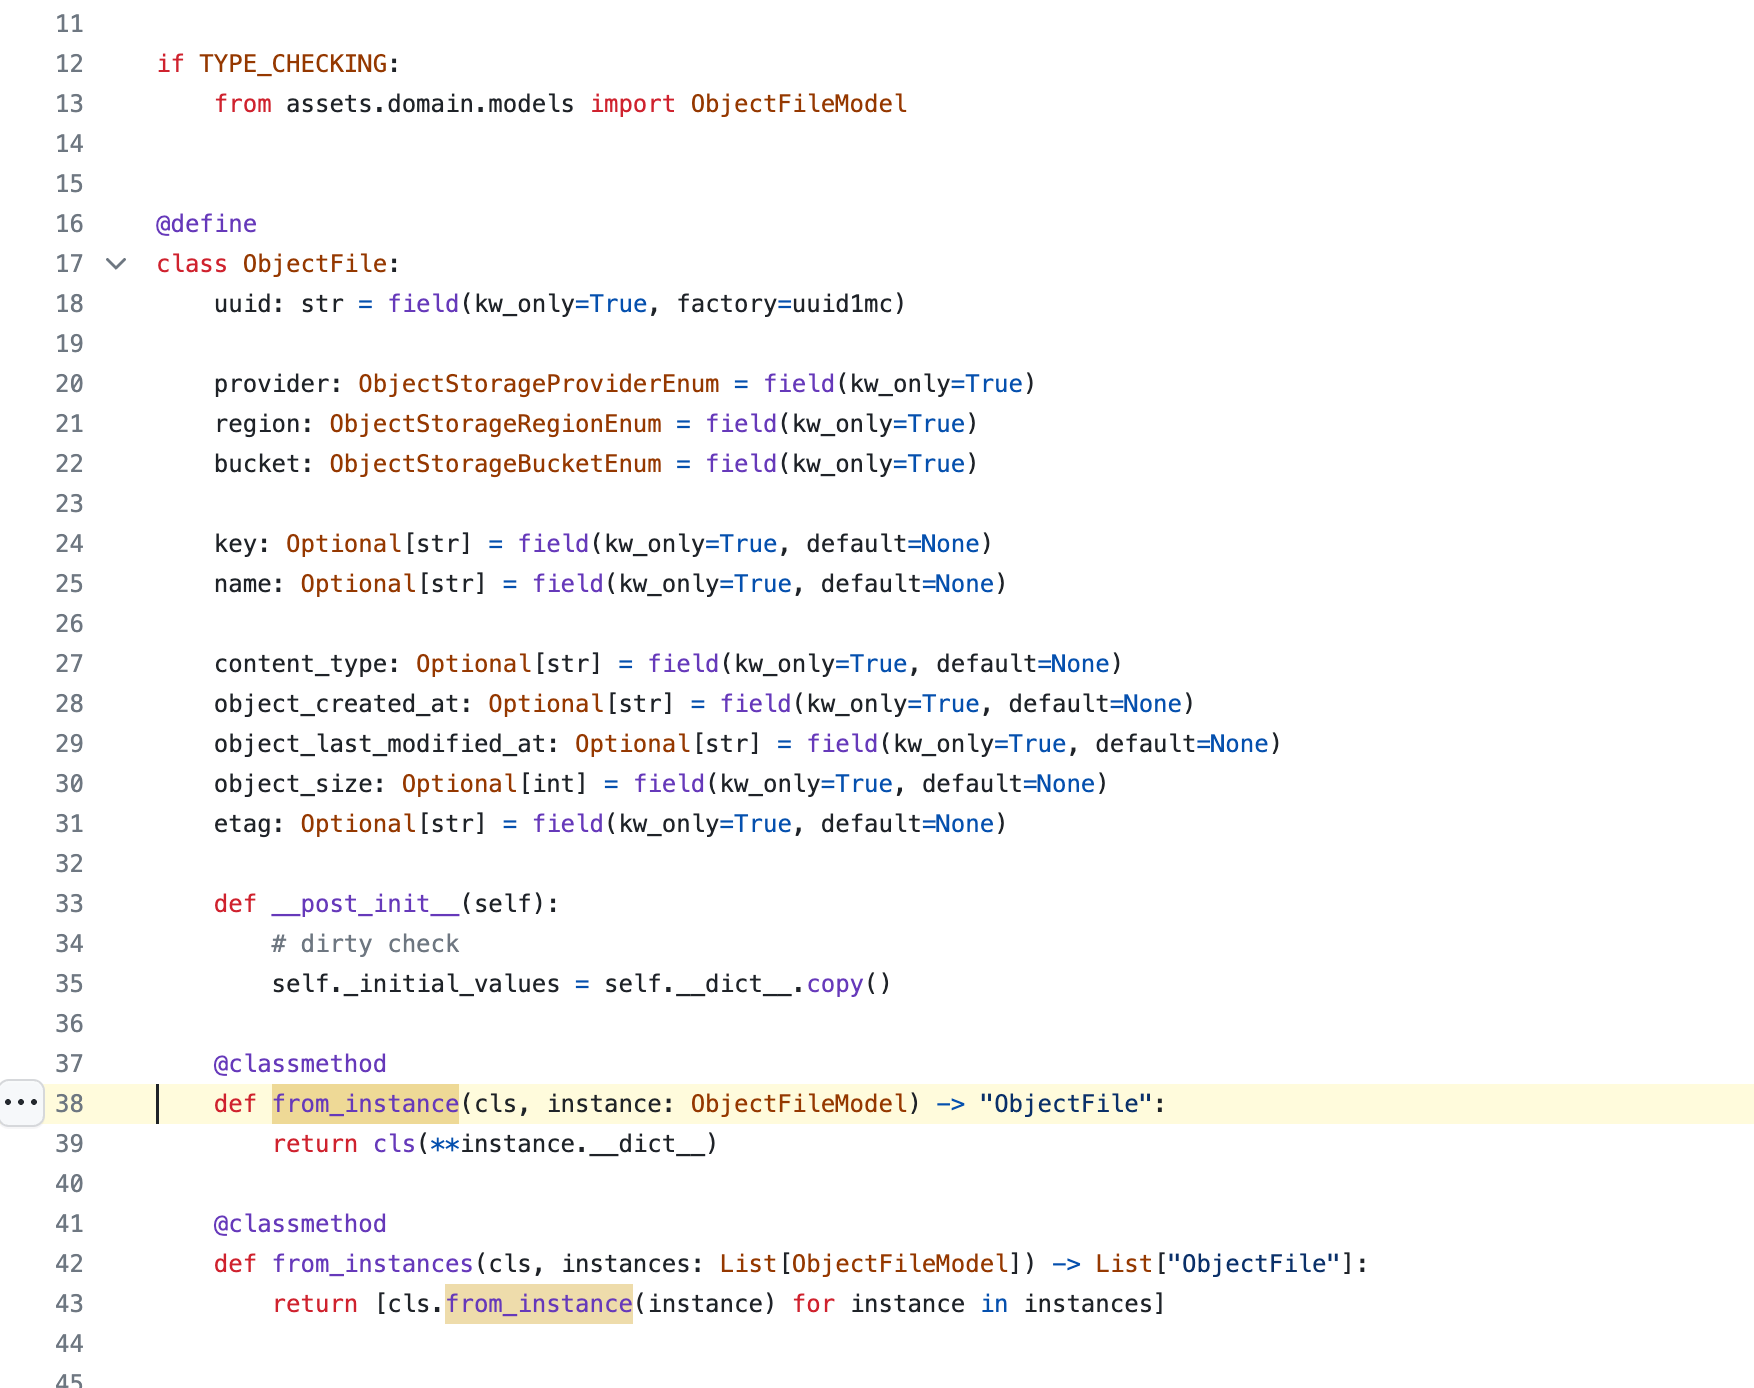 11
12 if TYPE_CHECKING:
13     from assets.domain.models import ObjectFileModel
14
15
16 @define
17 class ObjectFile:
18     uuid: str = field(kw_only=True, factory=uuid1mc)
19
20     provider: ObjectStorageProviderEnum = field(kw_only=True)
21     region: ObjectStorageRegionEnum = field(kw_only=True)
22     bucket: ObjectStorageBucketEnum = field(kw_only=True)
23
24     key: Optional[str] = field(kw_only=True, default=None)
25     name: Optional[str] = field(kw_only=True, default=None)
26
27     content_type: Optional[str] = field(kw_only=True, default=None)
28     object_created_at: Optional[str] = field(kw_only=True, default=None)
29     object_last_modified_at: Optional[str] = field(kw_only=True, default=None)
30     object_size: Optional[int] = field(kw_only=True, default=None)
31     etag: Optional[str] = field(kw_only=True, default=None)
32
33     def __post_init__(self):
34         # dirty check
35         self._initial_values = self.__dict__.copy()
36
37     @classmethod
38     def from_instance(cls, instance: ObjectFileModel) -> "ObjectFile":
39         return cls(**instance.__dict__)
40
41     @classmethod
42     def from_instances(cls, instances: List[ObjectFileModel]) -> List["ObjectFile"]:
43         return [cls.from_instance(instance) for instance in instances]
44
45